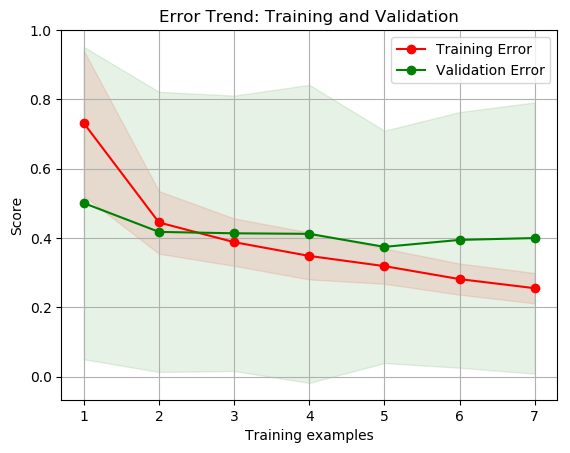 Error Trend: Training and Validation
1.0
0.8
0.6
0.4
0.2
0.0
Score
Training Error
Validation Error
1 2 3 4 5 6 7
Training examples